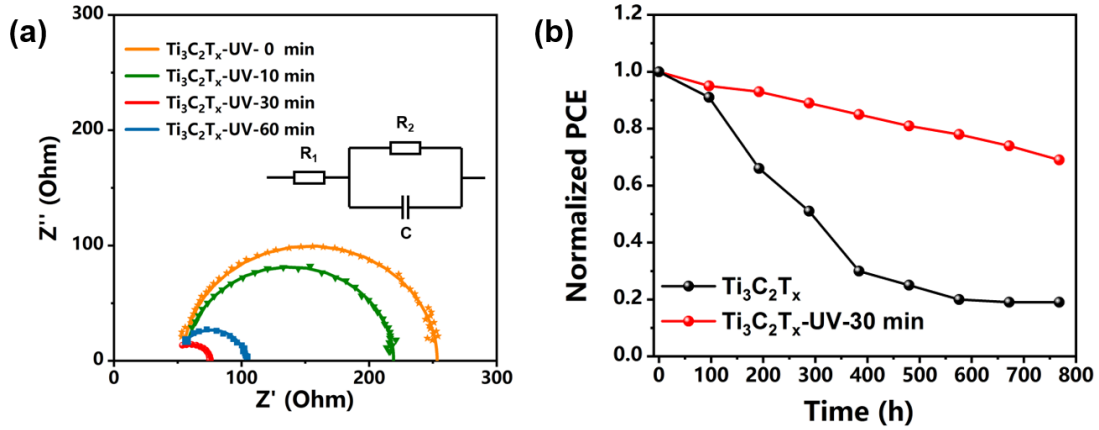 (a)
300
200
100
0
Z'' (Ohm)
Ti₃C₂Tₓ-UV- 0 min
Ti₃C₂Tₓ-UV-10 min
Ti₃C₂Tₓ-UV-30 min
Ti₃C₂Tₓ-UV-60 min
R₁
R₂
C
0 100 200 300
Z' (Ohm)
(b)
1.2
1.0
0.8
0.6
0.4
0.2
0.0
Normalized PCE
Ti₃C₂Tₓ
Ti₃C₂Tₓ-UV-30 min
0 100 200 300 400 500 600 700 800
Time (h)